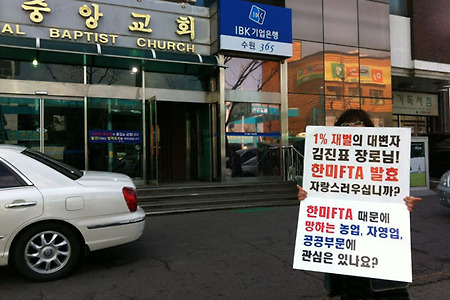 중앙교회
AL BAPTIST CHURCH
IBK
IBK기업은행
수원 365
1% 재벌의 대변자
김진표 장로님!
한미FTA 발효
자랑스러우십니까?
한미FTA 때문에
망하는 농업, 자영업,
공공부문에
관심은 있나요?